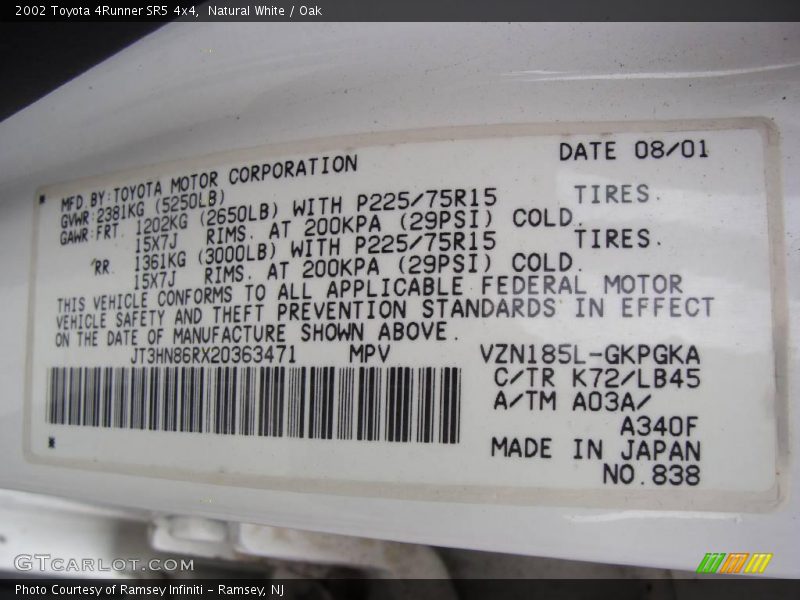 2002 Toyota 4Runner SR5 4x4, Natural White / Oak
DATE 08/01
MFD.BY:TOYOTA MOTOR CORPORATION
GVWR:2381KG (5250LB)
GAWR:FRT. 1202KG (2650LB) WITH P225/75R15 TIRES.
15X7J RIMS. AT 200KPA (29PSI) COLD.
RR. 1361KG (3000LB) WITH P225/75R15 TIRES.
15X7J RIMS. AT 200KPA (29PSI) COLD.
THIS VEHICLE CONFORMS TO ALL APPLICABLE FEDERAL MOTOR
VEHICLE SAFETY AND THEFT PREVENTION STANDARDS IN EFFECT
ON THE DATE OF MANUFACTURE SHOWN ABOVE.
JT3HN86RX20363471 MPV VZN185L-GKPGKA
C/TR K72/LB45
A/TM A03A/
A340F
MADE IN JAPAN
NO.838
GTCarLot.com
Photo Courtesy of Ramsey Infiniti - Ramsey, NJ